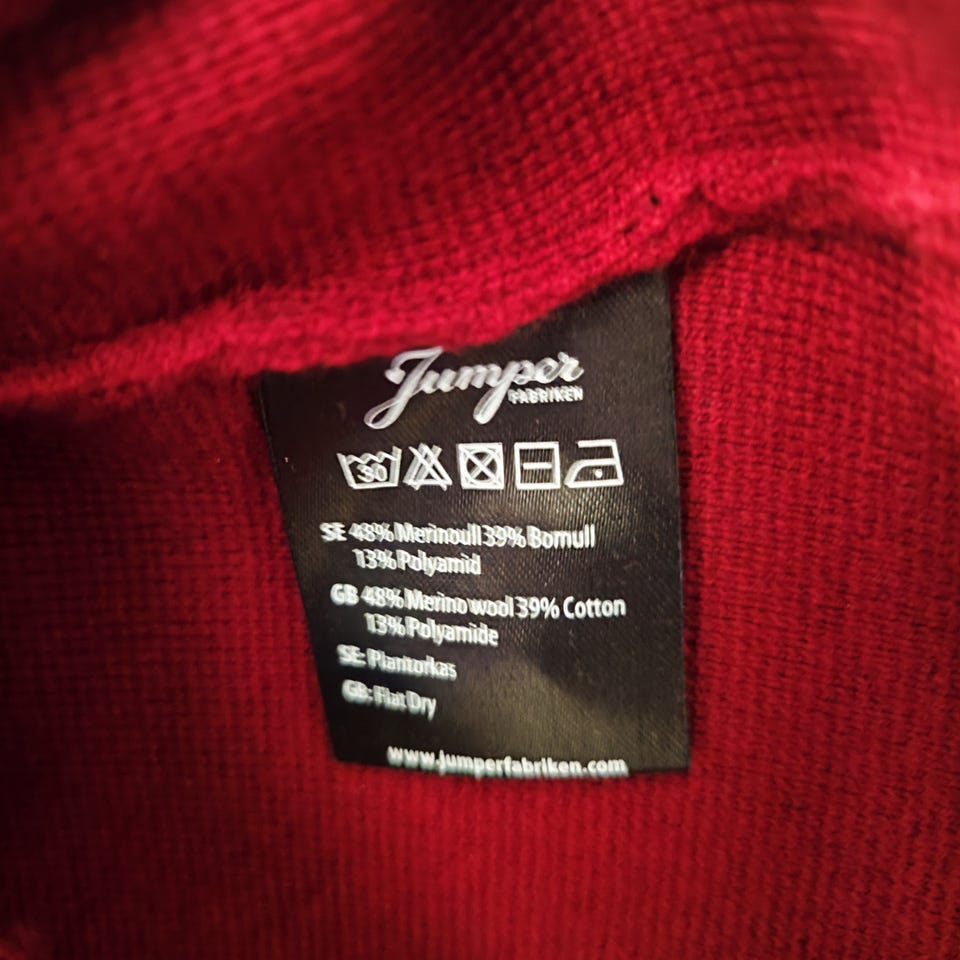 Jumper
FABRIKEN
30
SE 48% Merinoull 39% Bomull
13% Polyamid
GB 48% Merino wool 39% Cotton
13% Polyamide
SE: Plantorkas
GB: Flat Dry
www.jumperfabriken.com